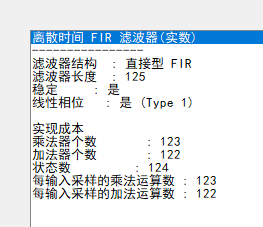 离散时间 FIR 滤波器(实数)
----------------
滤波器结构  : 直接型 FIR
滤波器长度  : 125
稳定     : 是
线性相位   : 是 (Type 1)

实现成本
乘法器个数       : 123
加法器个数       : 122
状态数         : 124
每输入采样的乘法运算数 : 123
每输入采样的加法运算数 : 122